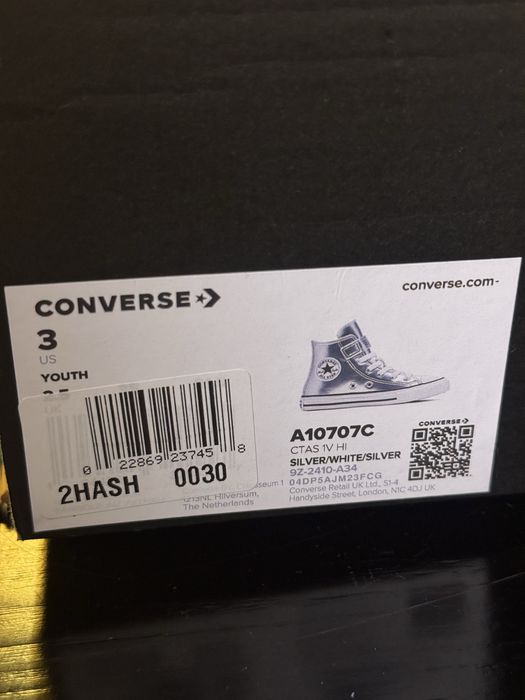 CONVERSE
converse.com-
3
US
YOUTH
UK
0 22869 23745 8
2HASH 0030
1213NL Hilversum,
The Netherlands
A10707C
CTAS 1V HI
SILVER/WHITE/SILVER
9Z-2410-A34
04DP5AJM23FCG
Converse Retail UK Ltd., S1-4
Handyside Street, London, N1C 4DJ UK
CONVERSE